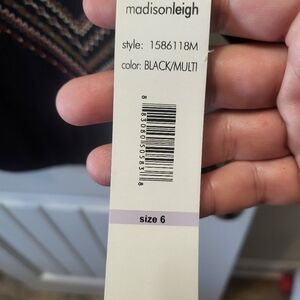 madisonleigh
style: 1586118M
color: BLACK/MULTI
size 6